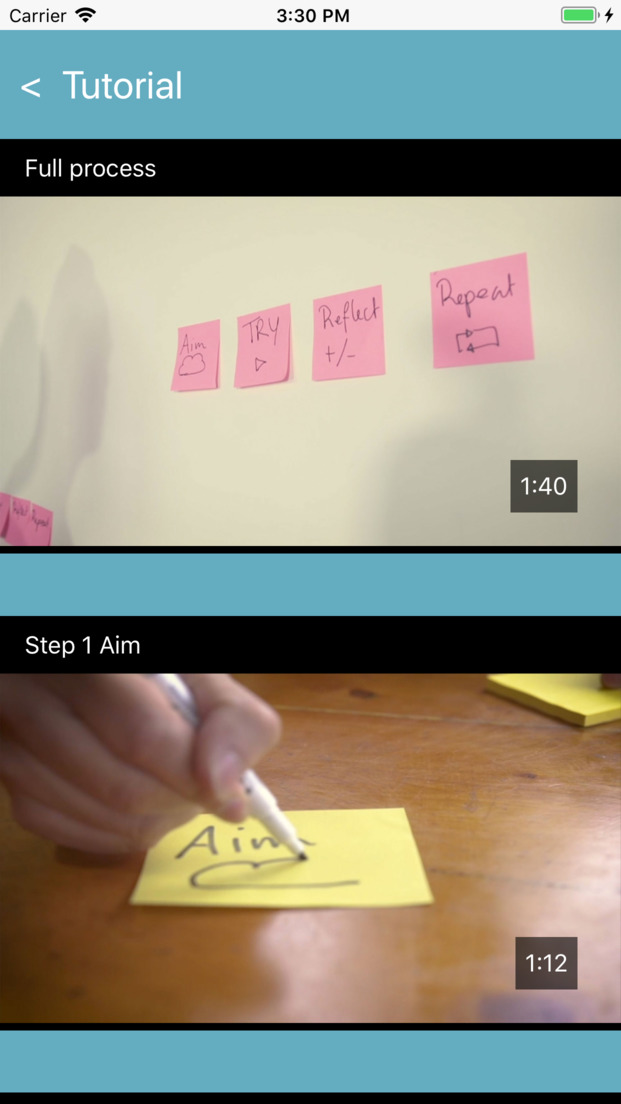 Carrier 3:30 PM
< Tutorial
Full process
Aim
TRY
Reflect
+/-
Repeat
Repeat
1:40
Step 1 Aim
Aim
1:12